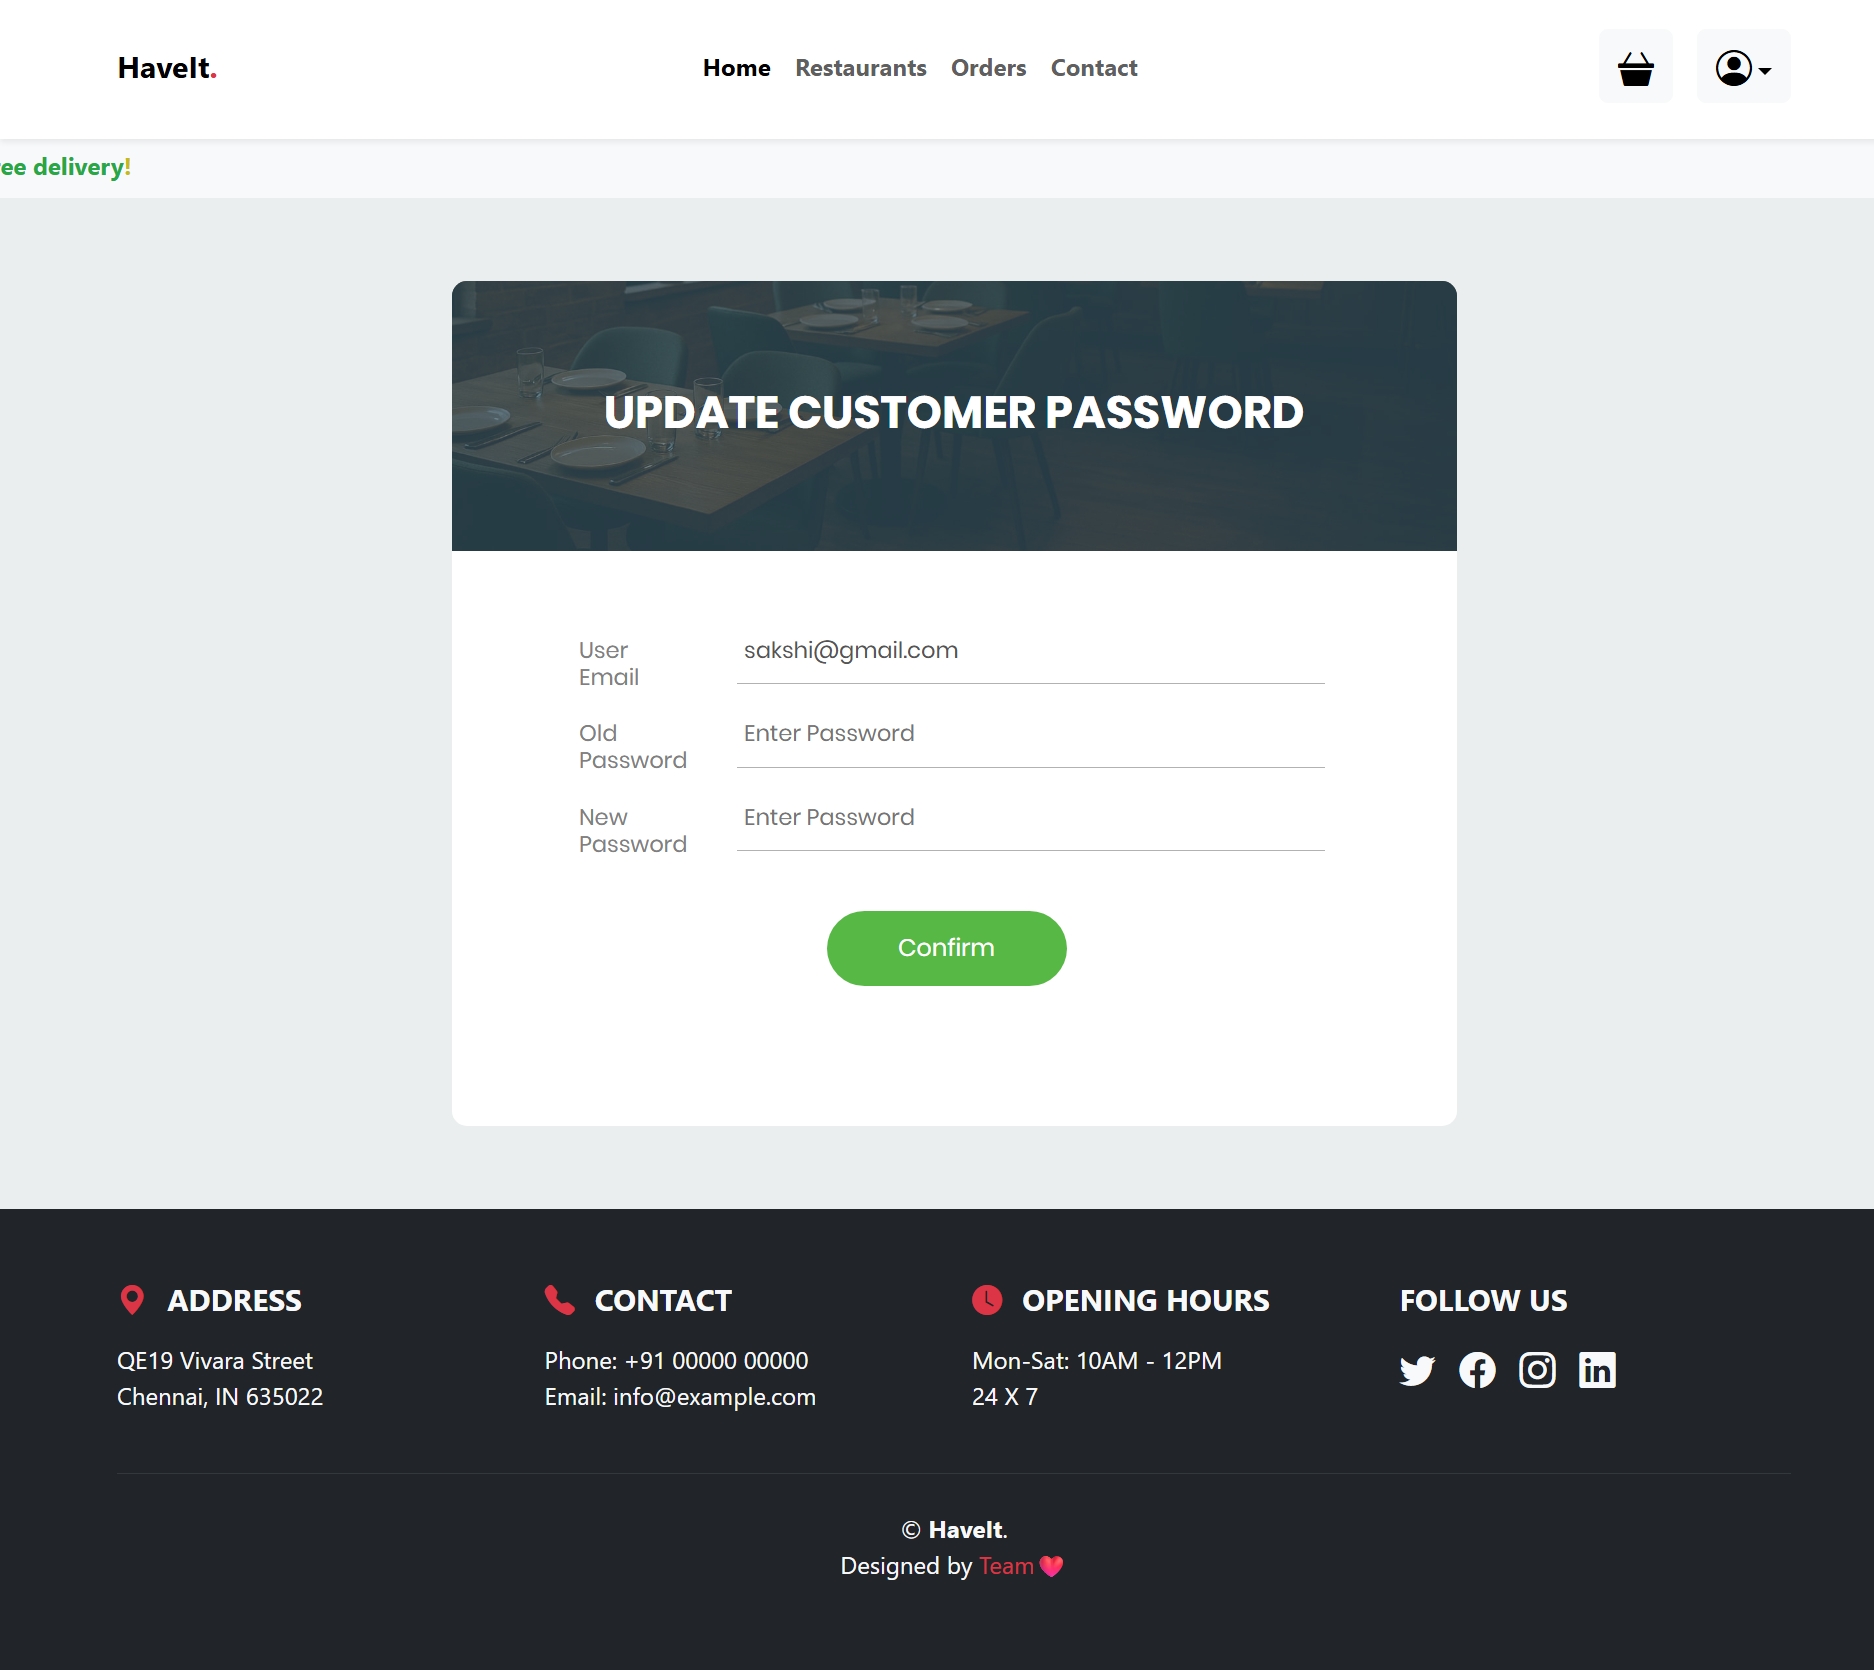 HaveIt.
Home Restaurants Orders Contact
ee delivery!
UPDATE CUSTOMER PASSWORD
User
Email
sakshi@gmail.com
Old
Password
Enter Password
New
Password
Enter Password
Confirm
ADDRESS
QE19 Vivara Street
Chennai, IN 635022
CONTACT
Phone: +91 00000 00000
Email: info@example.com
OPENING HOURS
Mon-Sat: 10AM - 12PM
24 X 7
FOLLOW US
© HaveIt.
Designed by Team